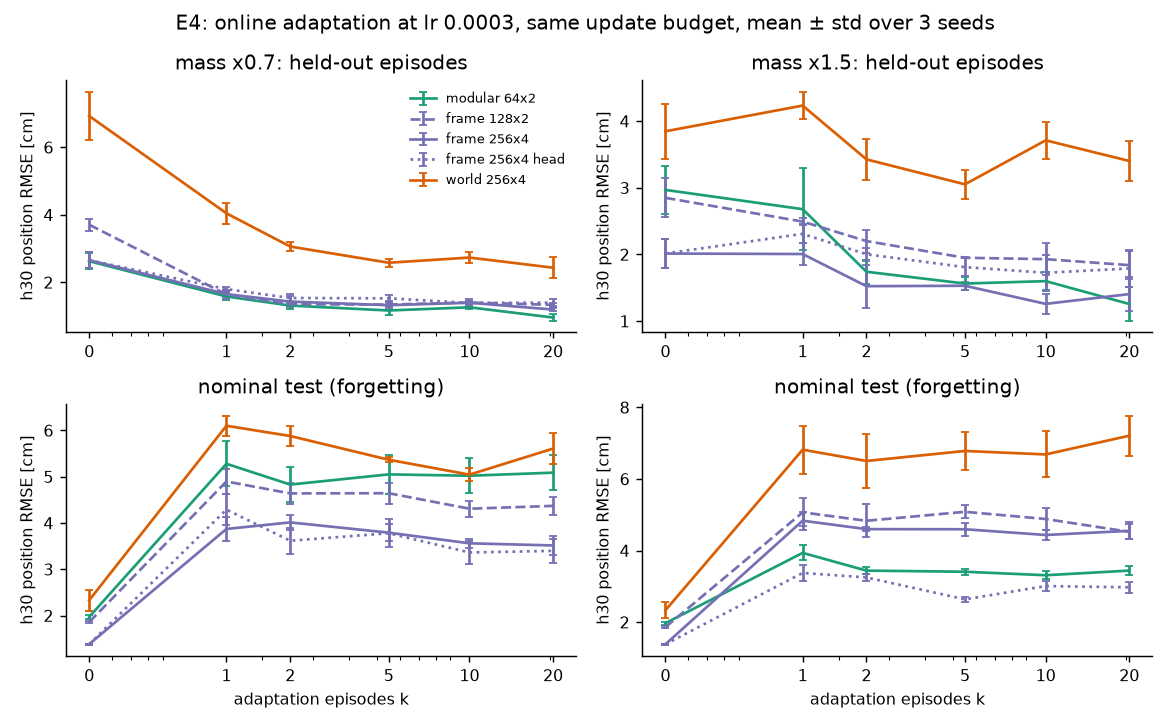 E4: online adaptation at lr 0.0003, same update budget, mean ± std over 3 seeds
mass x0.7: held-out episodes
h30 position RMSE [cm]
6
4
2
0
1
2
5
10
20
modular 64x2
frame 128x2
frame 256x4
frame 256x4 head
world 256x4
mass x1.5: held-out episodes
h30 position RMSE [cm]
4
3
2
1
0
1
2
5
10
20
nominal test (forgetting)
h30 position RMSE [cm]
6
5
4
3
2
0
1
2
5
10
20
adaptation episodes k
nominal test (forgetting)
h30 position RMSE [cm]
8
6
4
2
0
1
2
5
10
20
adaptation episodes k